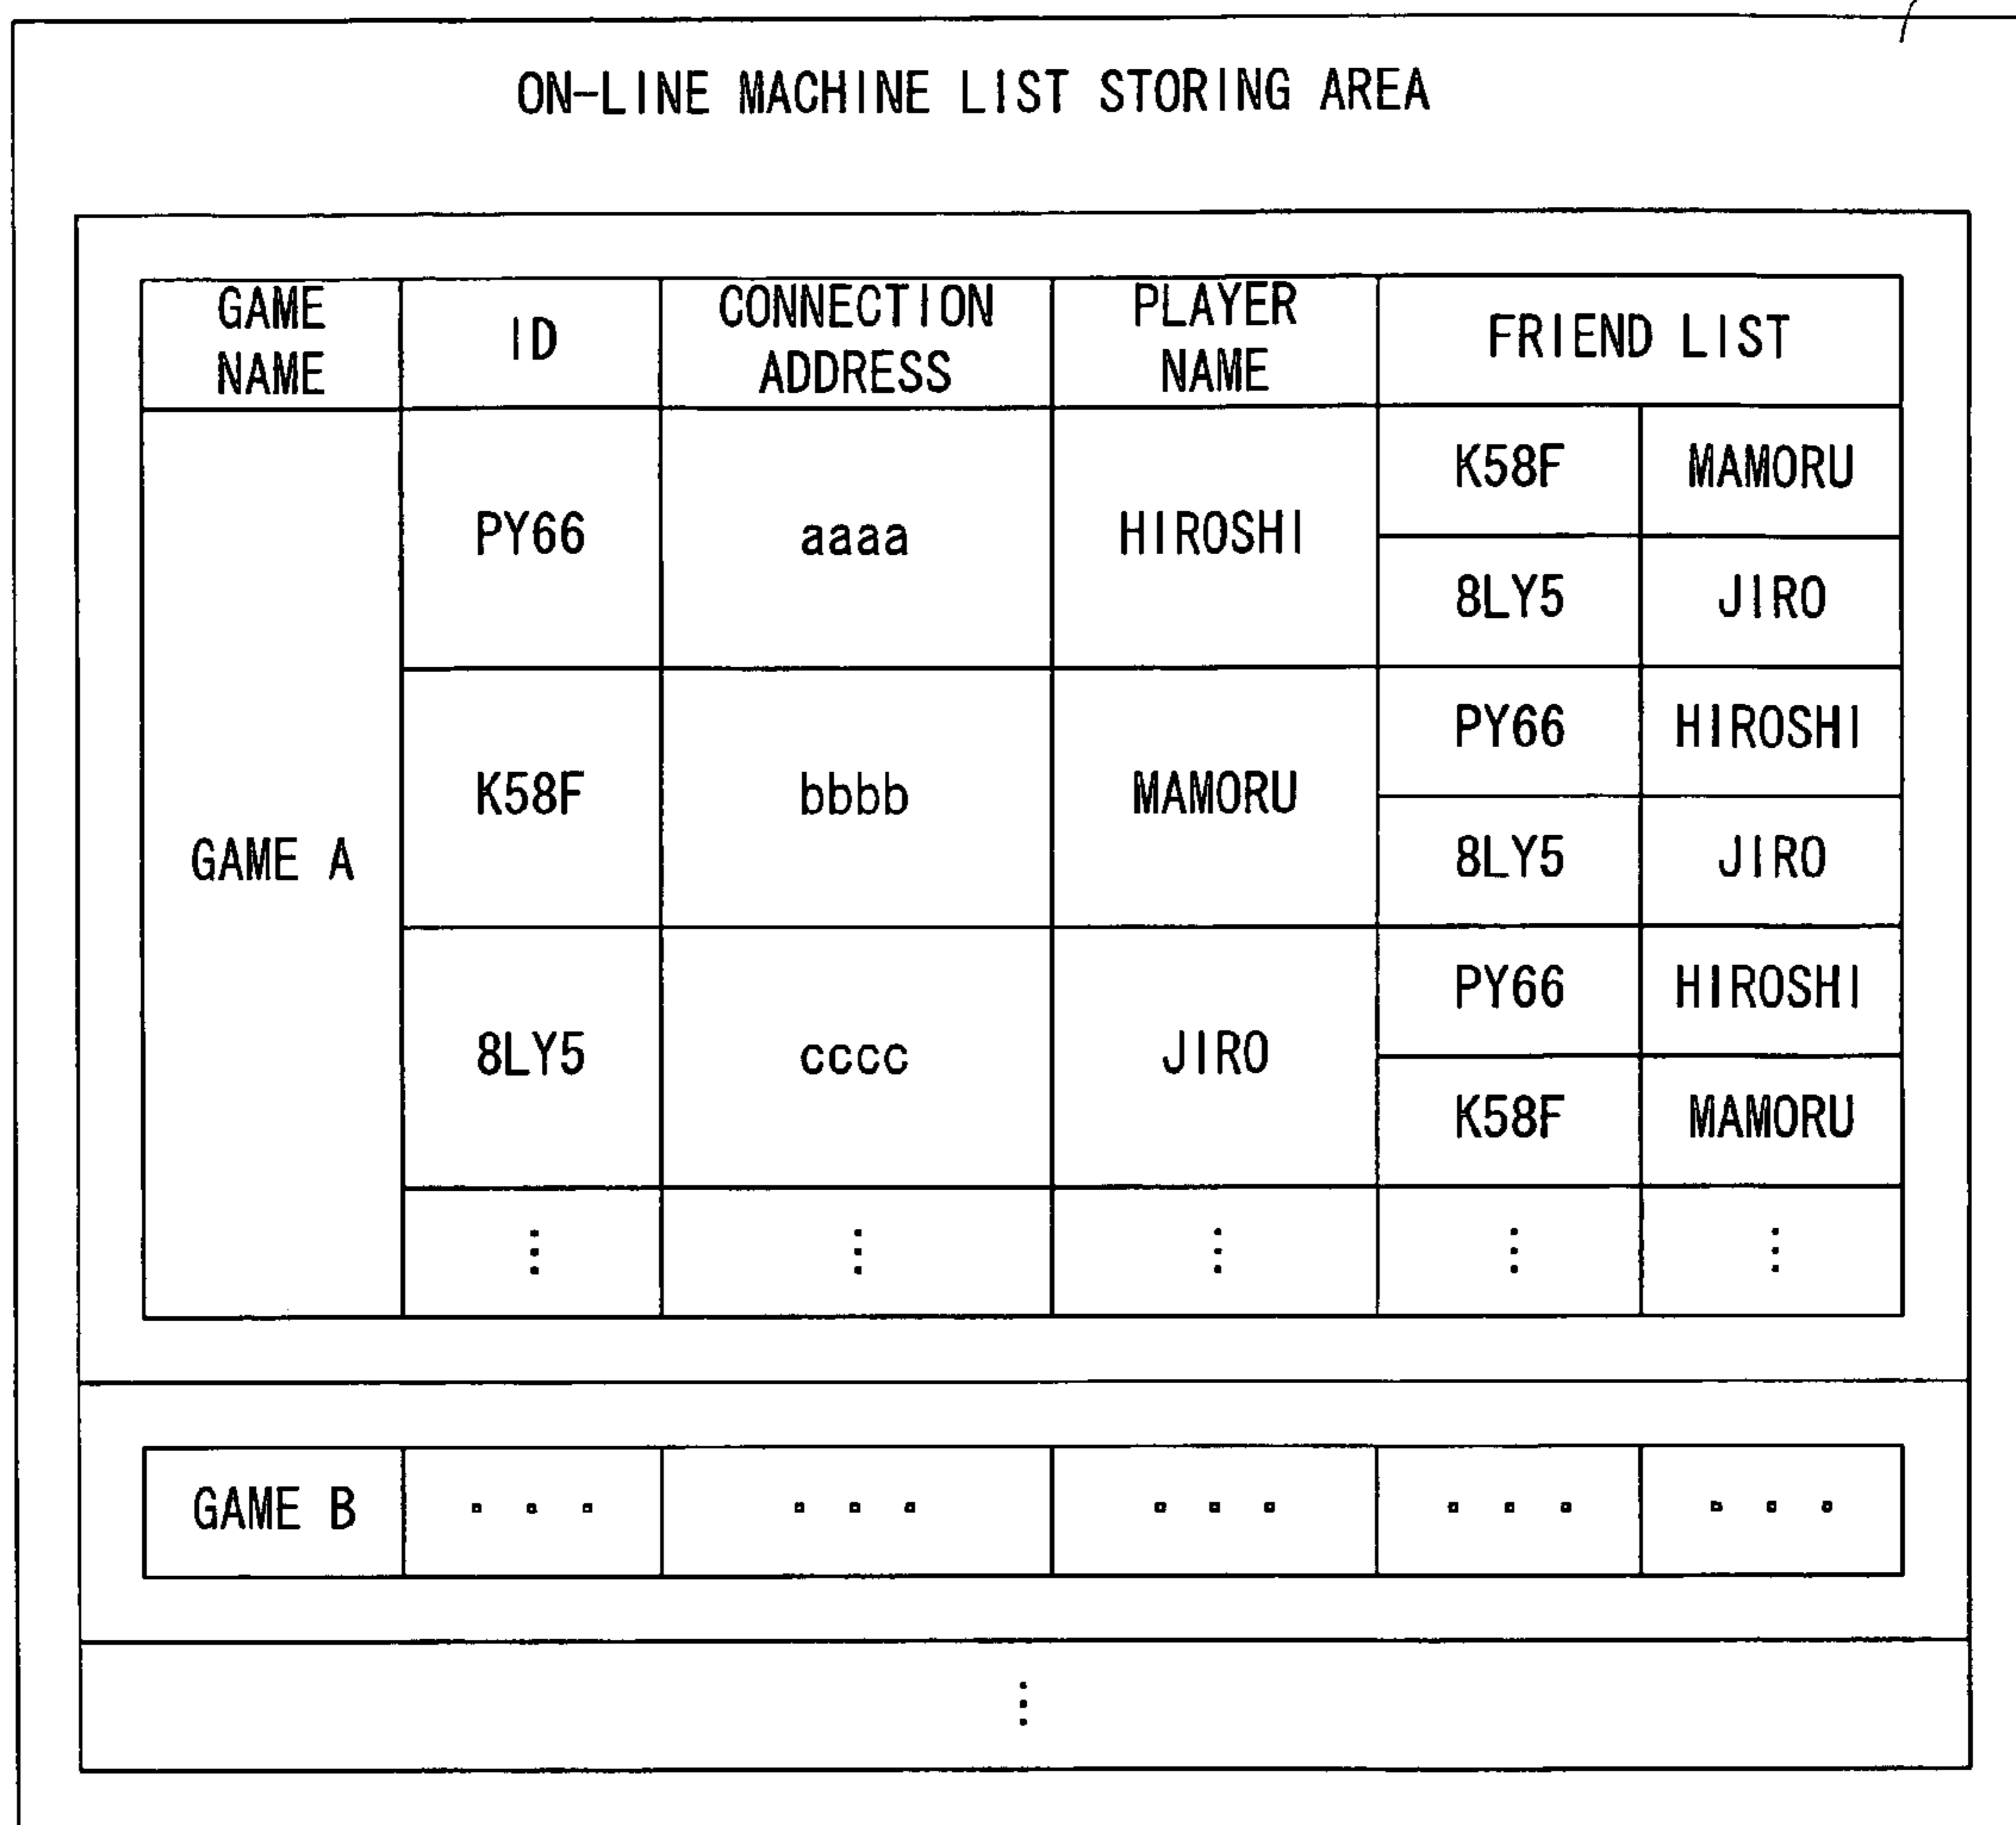 ON-LINE MACHINE LIST STORING AREA
GAME NAME ID CONNECTION ADDRESS PLAYER NAME FRIEND LIST
GAME A
PY66 aaaa HIROSHI
K58F MAMORU
8LY5 JIRO
K58F bbbb MAMORU
PY66 HIROSHI
8LY5 JIRO
8LY5 cccc JIRO
PY66 HIROSHI
K58F MAMORU
⋮ ⋮ ⋮ ⋮ ⋮
GAME B ・・・ ・・・ ・・・ ・・・ ・・・
⋮